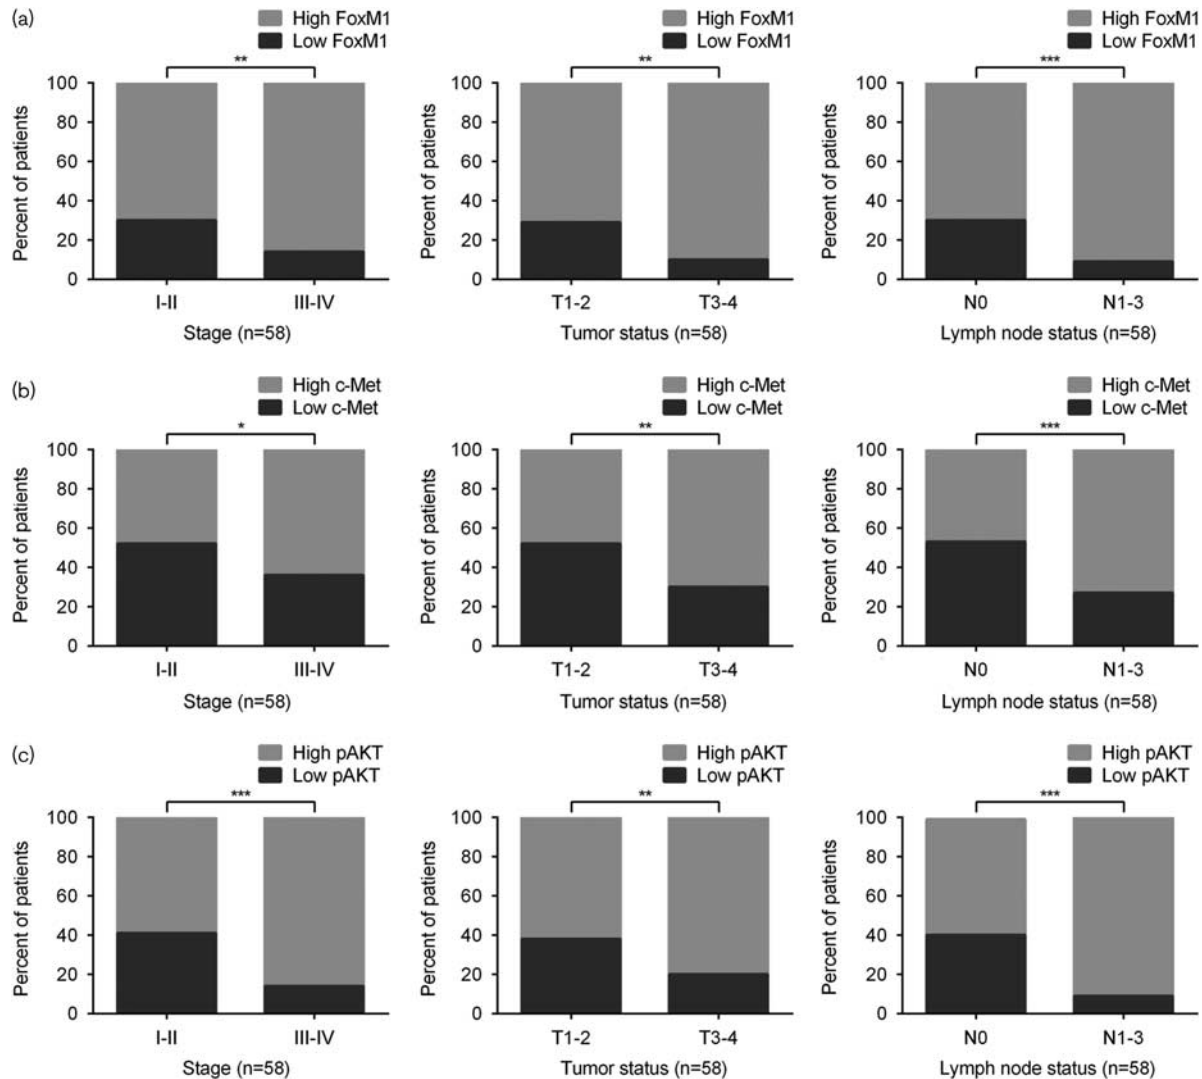 (a)
High FoxM1
Low FoxM1
**
100
80
60
40
20
0
Percent of patients
I-II III-IV
Stage (n=58)
High FoxM1
Low FoxM1
**
100
80
60
40
20
0
Percent of patients
T1-2 T3-4
Tumor status (n=58)
High FoxM1
Low FoxM1
***
100
80
60
40
20
0
Percent of patients
N0 N1-3
Lymph node status (n=58)
(b)
High c-Met
Low c-Met
*
100
80
60
40
20
0
Percent of patients
I-II III-IV
Stage (n=58)
High c-Met
Low c-Met
**
100
80
60
40
20
0
Percent of patients
T1-2 T3-4
Tumor status (n=58)
High c-Met
Low c-Met
***
100
80
60
40
20
0
Percent of patients
N0 N1-3
Lymph node status (n=58)
(c)
High pAKT
Low pAKT
***
100
80
60
40
20
0
Percent of patients
I-II III-IV
Stage (n=58)
High pAKT
Low pAKT
**
100
80
60
40
20
0
Percent of patients
T1-2 T3-4
Tumor status (n=58)
High pAKT
Low pAKT
***
100
80
60
40
20
0
Percent of patients
N0 N1-3
Lymph node status (n=58)